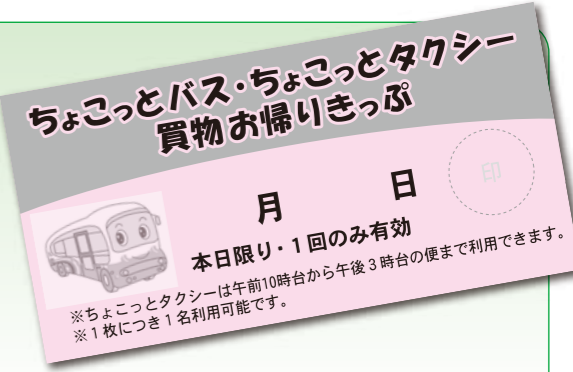 ちょこっとバス・ちょこっとタクシー
買物お帰りきっぷ
月　日
印
本日限り・1回のみ有効
※ちょこっとタクシーは午前10時台から午後3時台の便まで利用できます。
※1枚につき1名利用可能です。